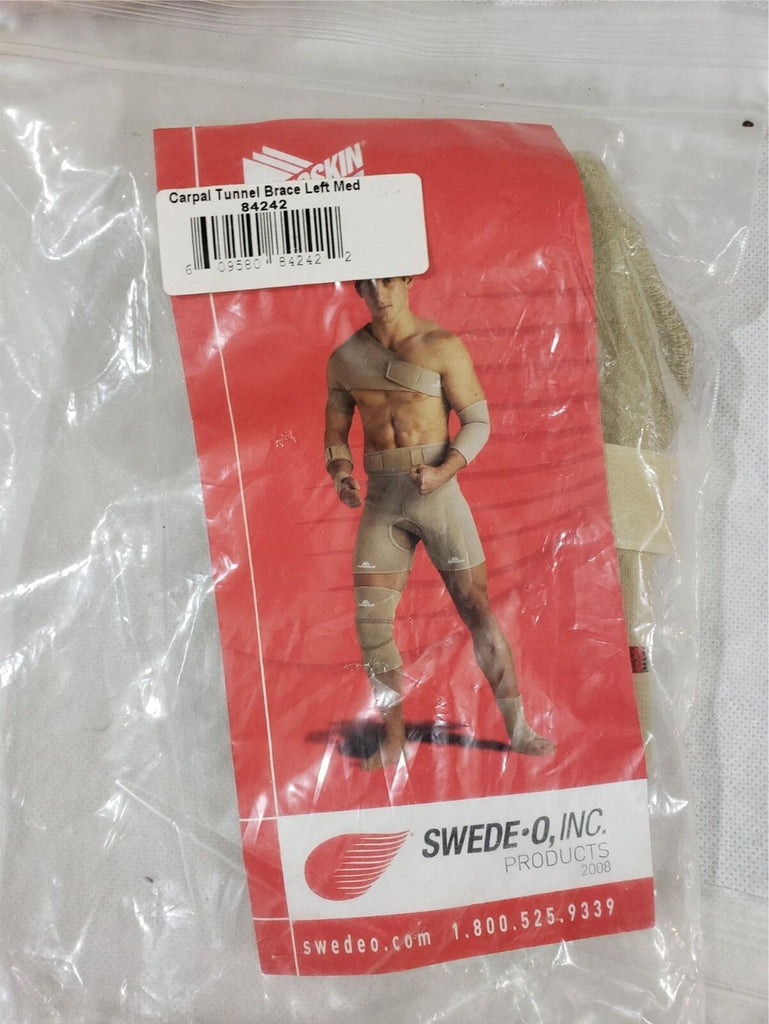 Carpal Tunnel Brace Left Med
84242
6 09580 84242 2
SWEDE•O, INC.
PRODUCTS
2008
swedeo.com 1.800.525.9339